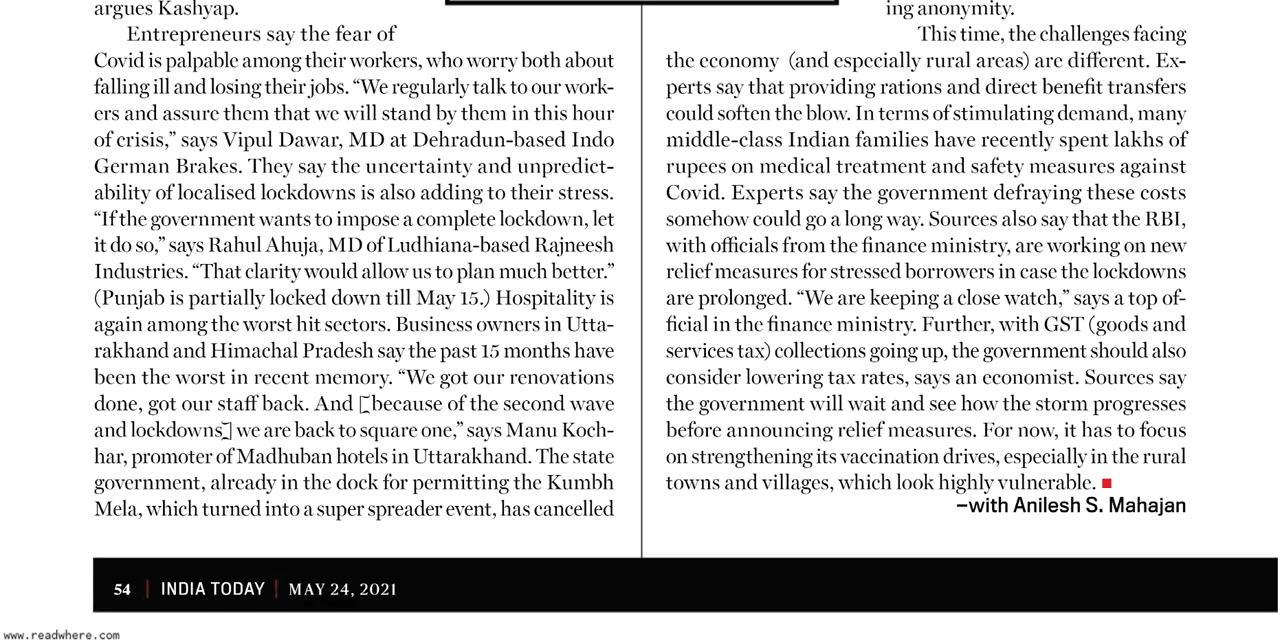 argues Kashyap.
Entrepreneurs say the fear of
Covid is palpable among their workers, who worry both about
falling ill and losing their jobs. “We regularly talk to our work-
ers and assure them that we will stand by them in this hour
of crisis,” says Vipul Dawar, MD at Dehradun-based Indo
German Brakes. They say the uncertainty and unpredict-
ability of localised lockdowns is also adding to their stress.
“If the government wants to impose a complete lockdown, let
it do so,” says Rahul Ahuja, MD of Ludhiana-based Rajneesh
Industries. “That clarity would allow us to plan much better.”
(Punjab is partially locked down till May 15.) Hospitality is
again among the worst hit sectors. Business owners in Utta-
rakhand and Himachal Pradesh say the past 15 months have
been the worst in recent memory. “We got our renovations
done, got our staff back. And [because of the second wave
and lockdowns] we are back to square one,” says Manu Koch-
har, promoter of Madhuban hotels in Uttarakhand. The state
government, already in the dock for permitting the Kumbh
Mela, which turned into a super spreader event, has cancelled
ing anonymity.
This time, the challenges facing
the economy (and especially rural areas) are different. Ex-
perts say that providing rations and direct benefit transfers
could soften the blow. In terms of stimulating demand, many
middle-class Indian families have recently spent lakhs of
rupees on medical treatment and safety measures against
Covid. Experts say the government defraying these costs
somehow could go a long way. Sources also say that the RBI,
with officials from the finance ministry, are working on new
relief measures for stressed borrowers in case the lockdowns
are prolonged. “We are keeping a close watch,” says a top of-
ficial in the finance ministry. Further, with GST (goods and
services tax) collections going up, the government should also
consider lowering tax rates, says an economist. Sources say
the government will wait and see how the storm progresses
before announcing relief measures. For now, it has to focus
on strengthening its vaccination drives, especially in the rural
towns and villages, which look highly vulnerable. ■
—with Anilesh S. Mahajan
54 | INDIA TODAY | MAY 24, 2021
www.readwhere.com